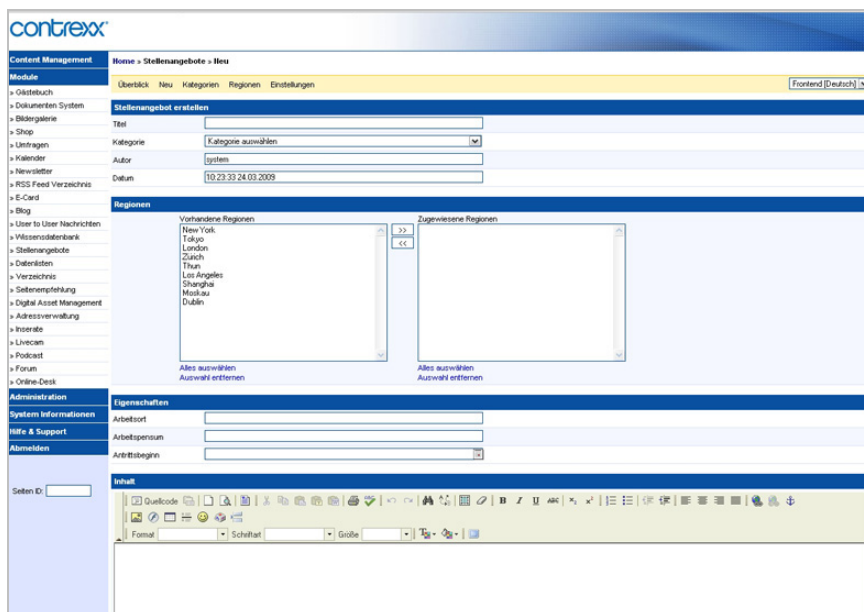 contrexx
Content Management
Home » Stellenangebote » Neu
Module
Überblick Neu Kategorien Regionen Einstellungen
Frontend [Deutsch]
» Gästebuch
» Dokumenten System
» Bildergalerie
» Shop
» Umfragen
» Kalender
» Newsletter
» RSS Feed Verzeichnis
» E-Card
» Blog
» User to User Nachrichten
» Wissensdatenbank
» Stellenangebote
» Datenlisten
» Verzeichnis
» Seitenempfehlung
» Digital Asset Management
» Adressverwaltung
» Inserate
» Livecam
» Podcast
» Forum
» Online-Desk
Administration
System Informationen
Hilfe & Support
Abmelden
Seiten ID:
Stellenangebot erstellen
Titel
Kategorie Kategorie auswählen
Autor system
Datum 10:23:33 24.03.2009
Regionen
Vorhandene Regionen Zugewiesene Regionen
New York
Tokyo
London
Zürich
Thun
Los Angeles
Shanghai
Moskau
Dublin
>>
<<
Alles auswählen Alles auswählen
Auswahl entfernen Auswahl entfernen
Eigenschaften
Arbeitsort
Arbeitspensum
Antrittsbeginn
Inhalt
Quellcode B I U ABC x₂ x²
Format Schriftart Größe